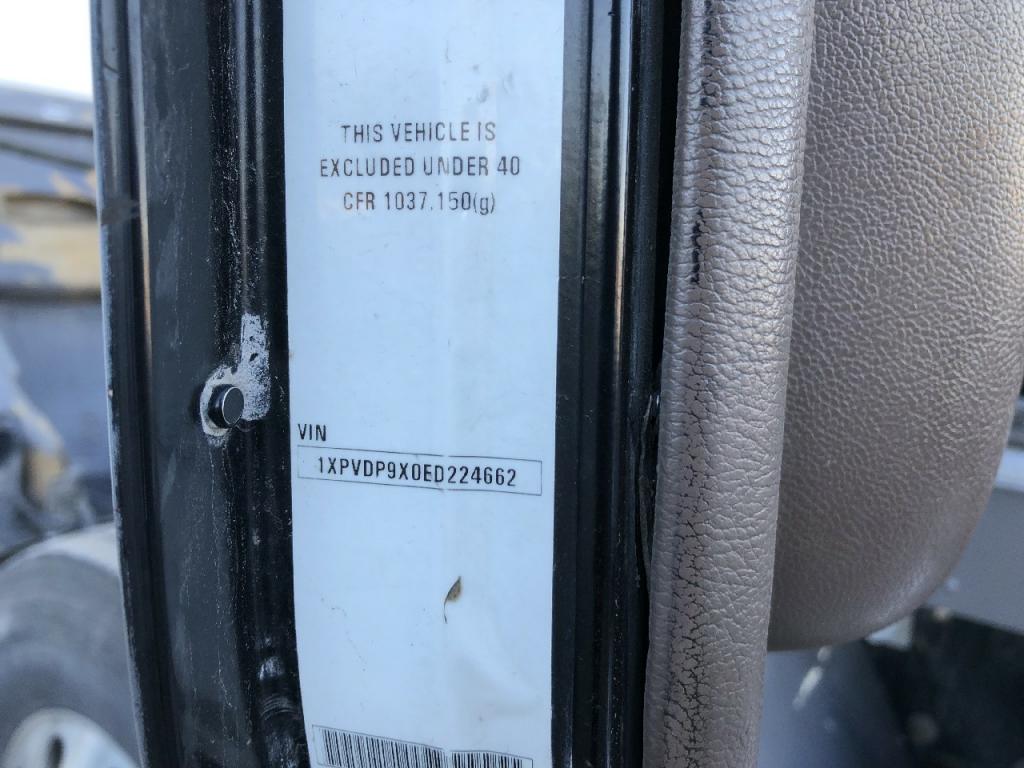 THIS VEHICLE IS
EXCLUDED UNDER 40
CFR 1037.150(g)
VIN
1XPVDP9X0ED224662